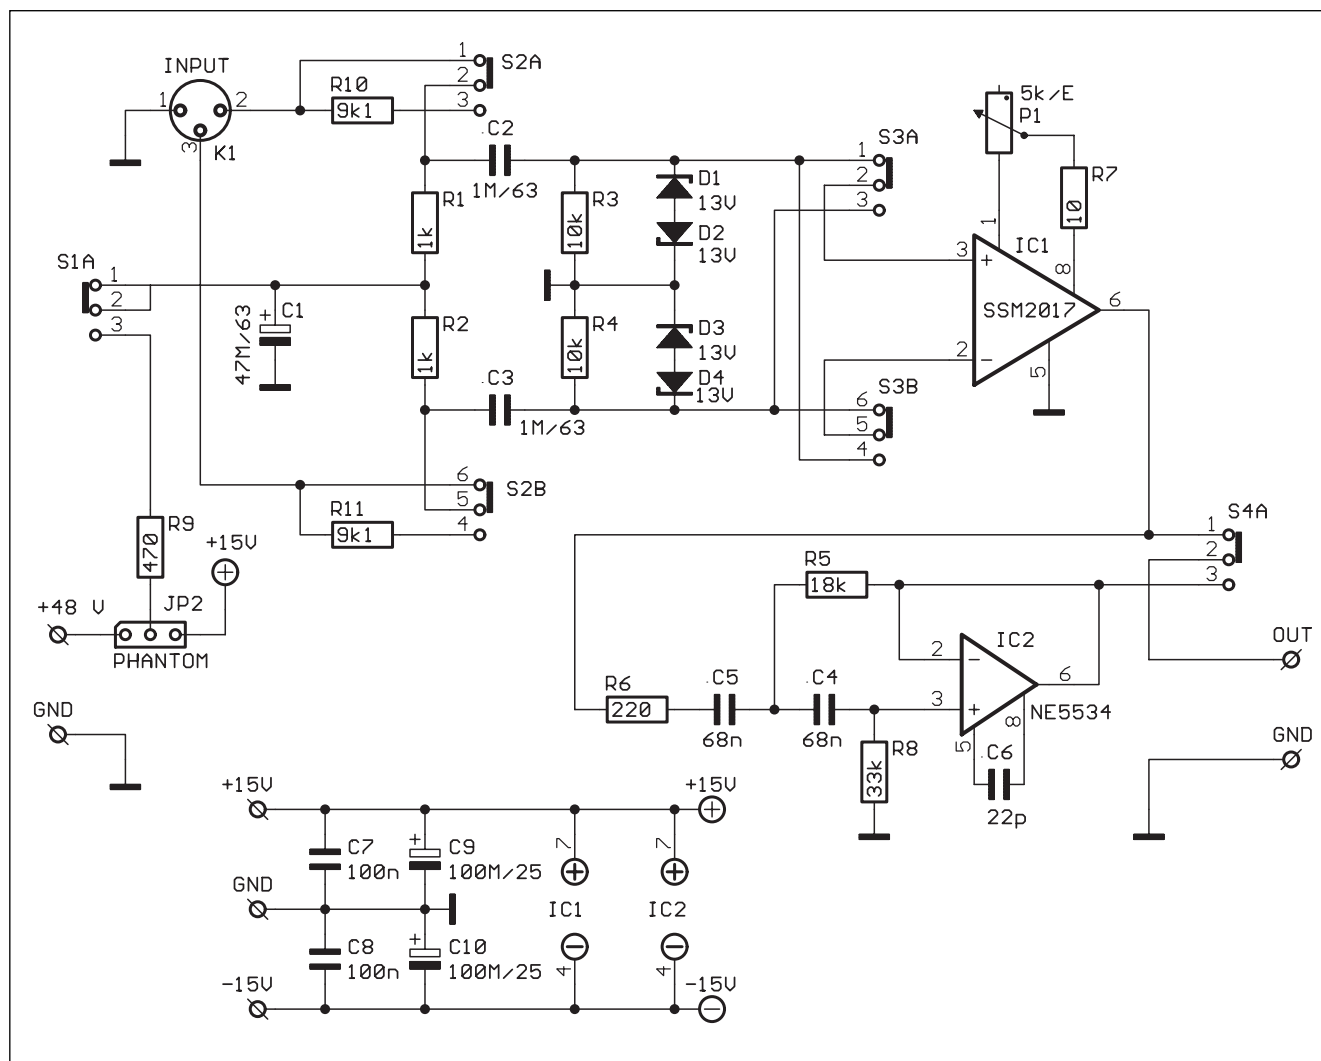 INPUT
1
2
3
K1
R10
9k1
1
2
3
S2A
.C2
1M/63
R1
1k
R3
10k
D1
13V
D2
13V
S3A
1
2
3
5k/E
P1
R7
10
1
8
IC1
3
+
SSM2017
6
2
−
5
S1A
1
2
3
+
C1
47M/63
R2
1k
R4
10k
D3
13V
D4
13V
.C3
1M/63
S3B
6
5
4
6
5
4
S2B
R11
9k1
R9
470
+15V
+48 V
JP2
PHANTOM
S4A
1
2
3
R5
18k
IC2
2
−
3
+
6
NE5534
5
8
.C6
22p
OUT
R6
220
.C5
68n
.C4
68n
R8
33k
GND
GND
+15V
+15V
C7
100n
+
C9
100M/25
7
7
GND
IC1
IC2
C8
100n
+
C10
100M/25
4
4
-15V
-15V